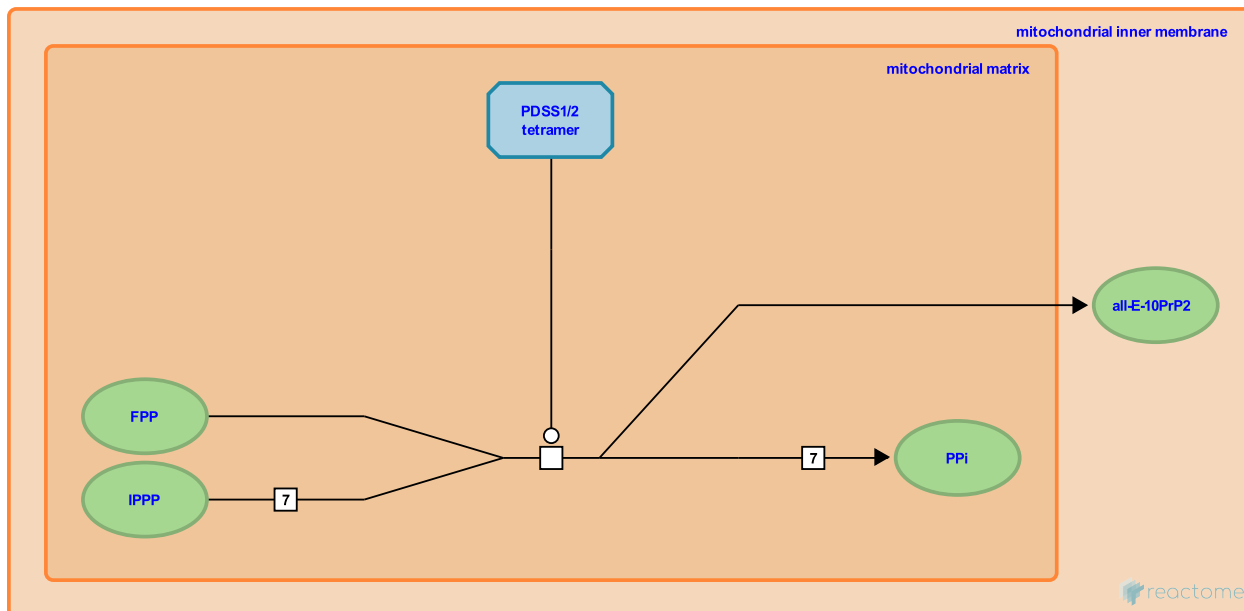 mitochondrial inner membrane
mitochondrial matrix
PDSS1/2
tetramer
all-E-10PrP2
FPP
7
PPi
IPPP
7
reactome